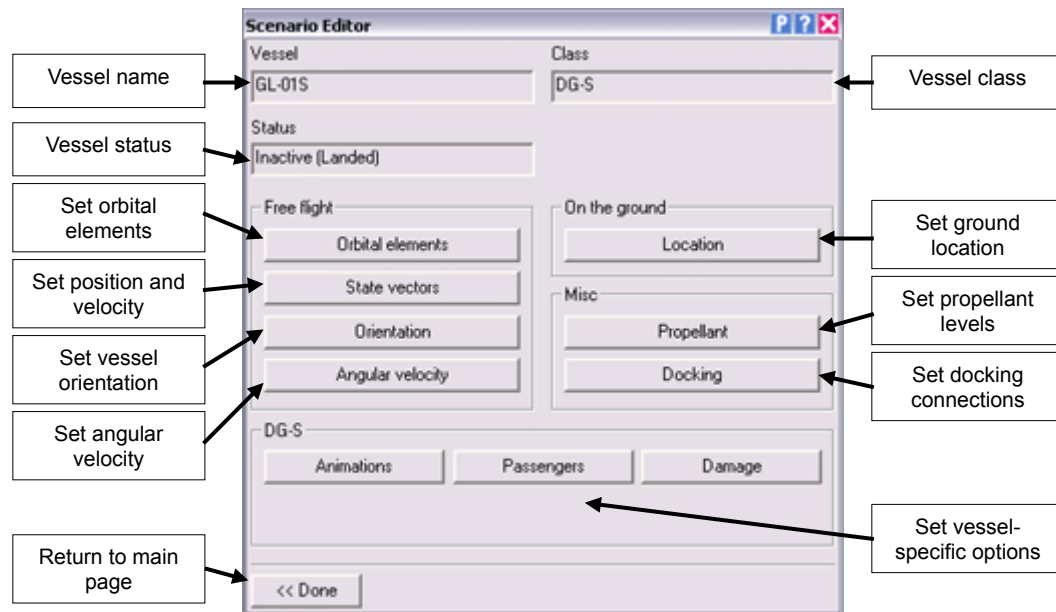 Scenario Editor
P ? X
Vessel
Class
Vessel name
GL-01S
DG-S
Vessel class
Status
Vessel status
Inactive (Landed)
Set orbital
elements
Free flight
On the ground
Orbital elements
Location
Set ground
location
Set position and
velocity
State vectors
Misc
Set propellant
levels
Orientation
Propellant
Set vessel
orientation
Angular velocity
Docking
Set docking
connections
Set angular
velocity
DG-S
Animations
Passengers
Damage
Set vessel-
specific options
Return to main
page
<< Done